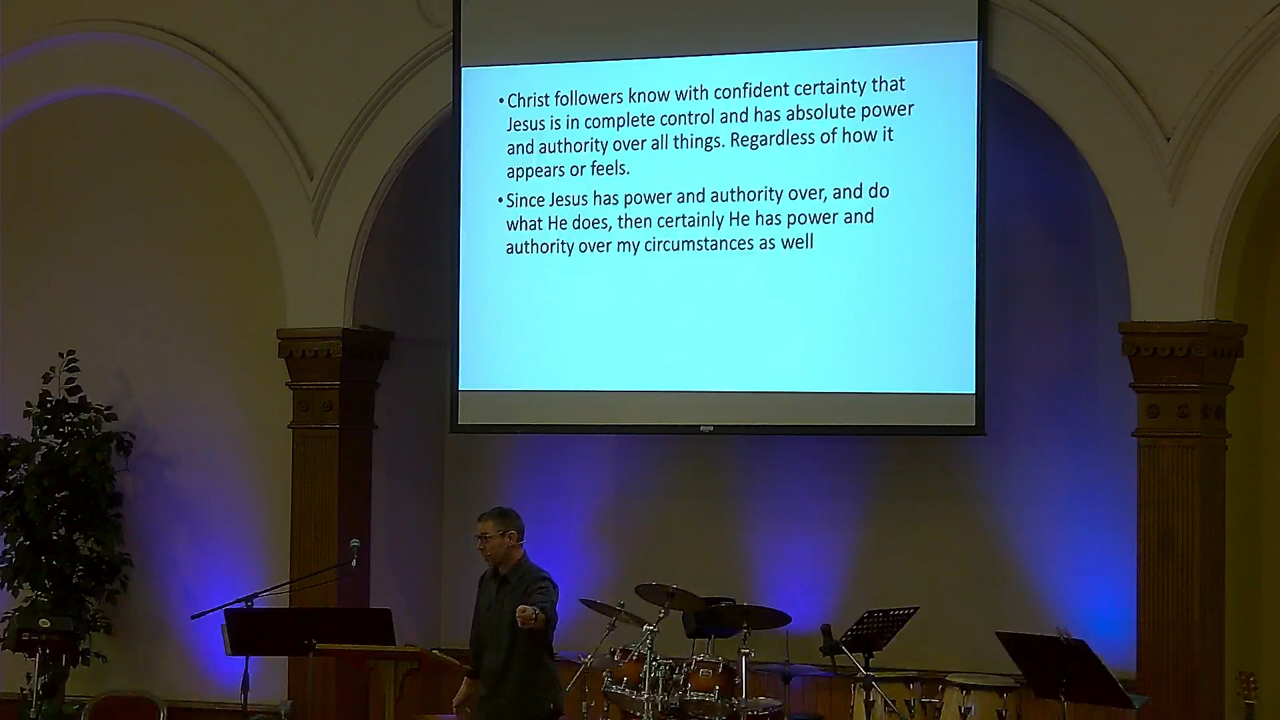 •Christ followers know with confident certainty that
Jesus is in complete control and has absolute power
and authority over all things. Regardless of how it
appears or feels.
•Since Jesus has power and authority over, and do
what He does, then certainly He has power and
authority over my circumstances as well